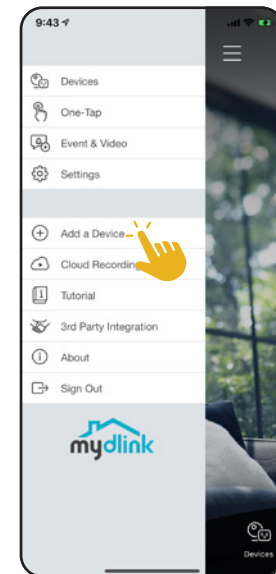 9:43
Devices
One-Tap
Event & Video
Settings
Add a Device
Cloud Recording
Tutorial
3rd Party Integration
About
Sign Out
mydlink
Devices